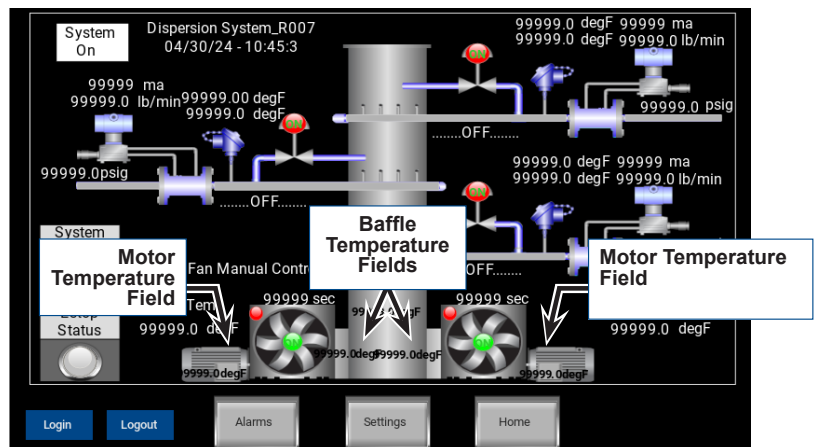 System
On
Dispersion System_R007
04/30/24 - 10:45:3
99999.0 degF 99999 ma
99999.0 degF 99999.0 lb/min
99999 ma
99999.0 lb/min
99999.00 degF
99999.0 degF
ON
ON
99999.0 psig
........OFF........
99999.0 degF 99999 ma
99999.0 degF 99999.0 lb/min
99999.0psig
........OFF........
ON
System
Baffle
Temperature
Fields
Motor
Temperature
Field
Motor Temperature
Field
Fan Manual Contro
OFF........
Tem
99999 sec
99999 sec
Status
99999.0 degF
99999.0 degF
ON
ON
99999.0degF
99999.0degF
99999.0degF
99999.0degF
Login
Logout
Alarms
Settings
Home